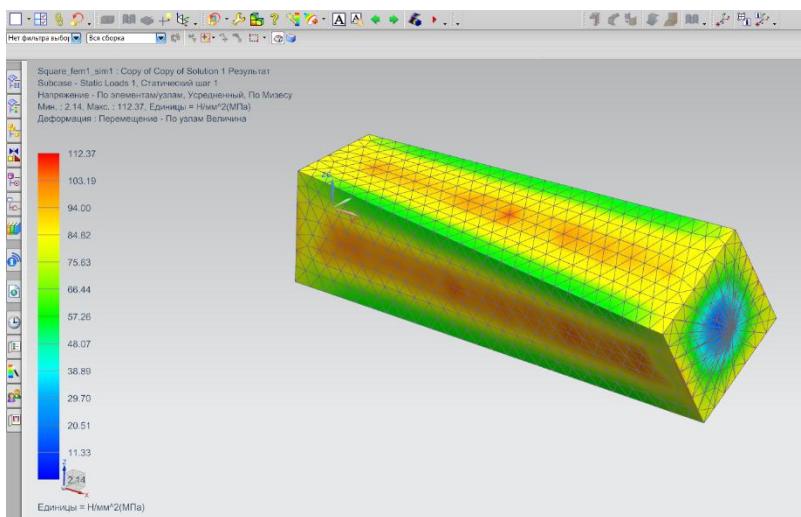 Нет фильтра выбор
Вся сборка
Square_fem1_sim1 : Copy of Copy of Solution 1 Результат
Subcase - Static Loads 1, Статический шаг 1
Напряжение - По элементам/узлам, Усредненный, По Мизесу
Мин. : 2.14, Макс. : 112.37, Единицы = Н/мм^2(МПа)
Деформация : Перемещение - По узлам Величина
112.37
103.19
94.00
84.82
75.63
66.44
57.26
48.07
38.89
29.70
20.51
11.33
2.14
Единицы = Н/мм^2(МПа)